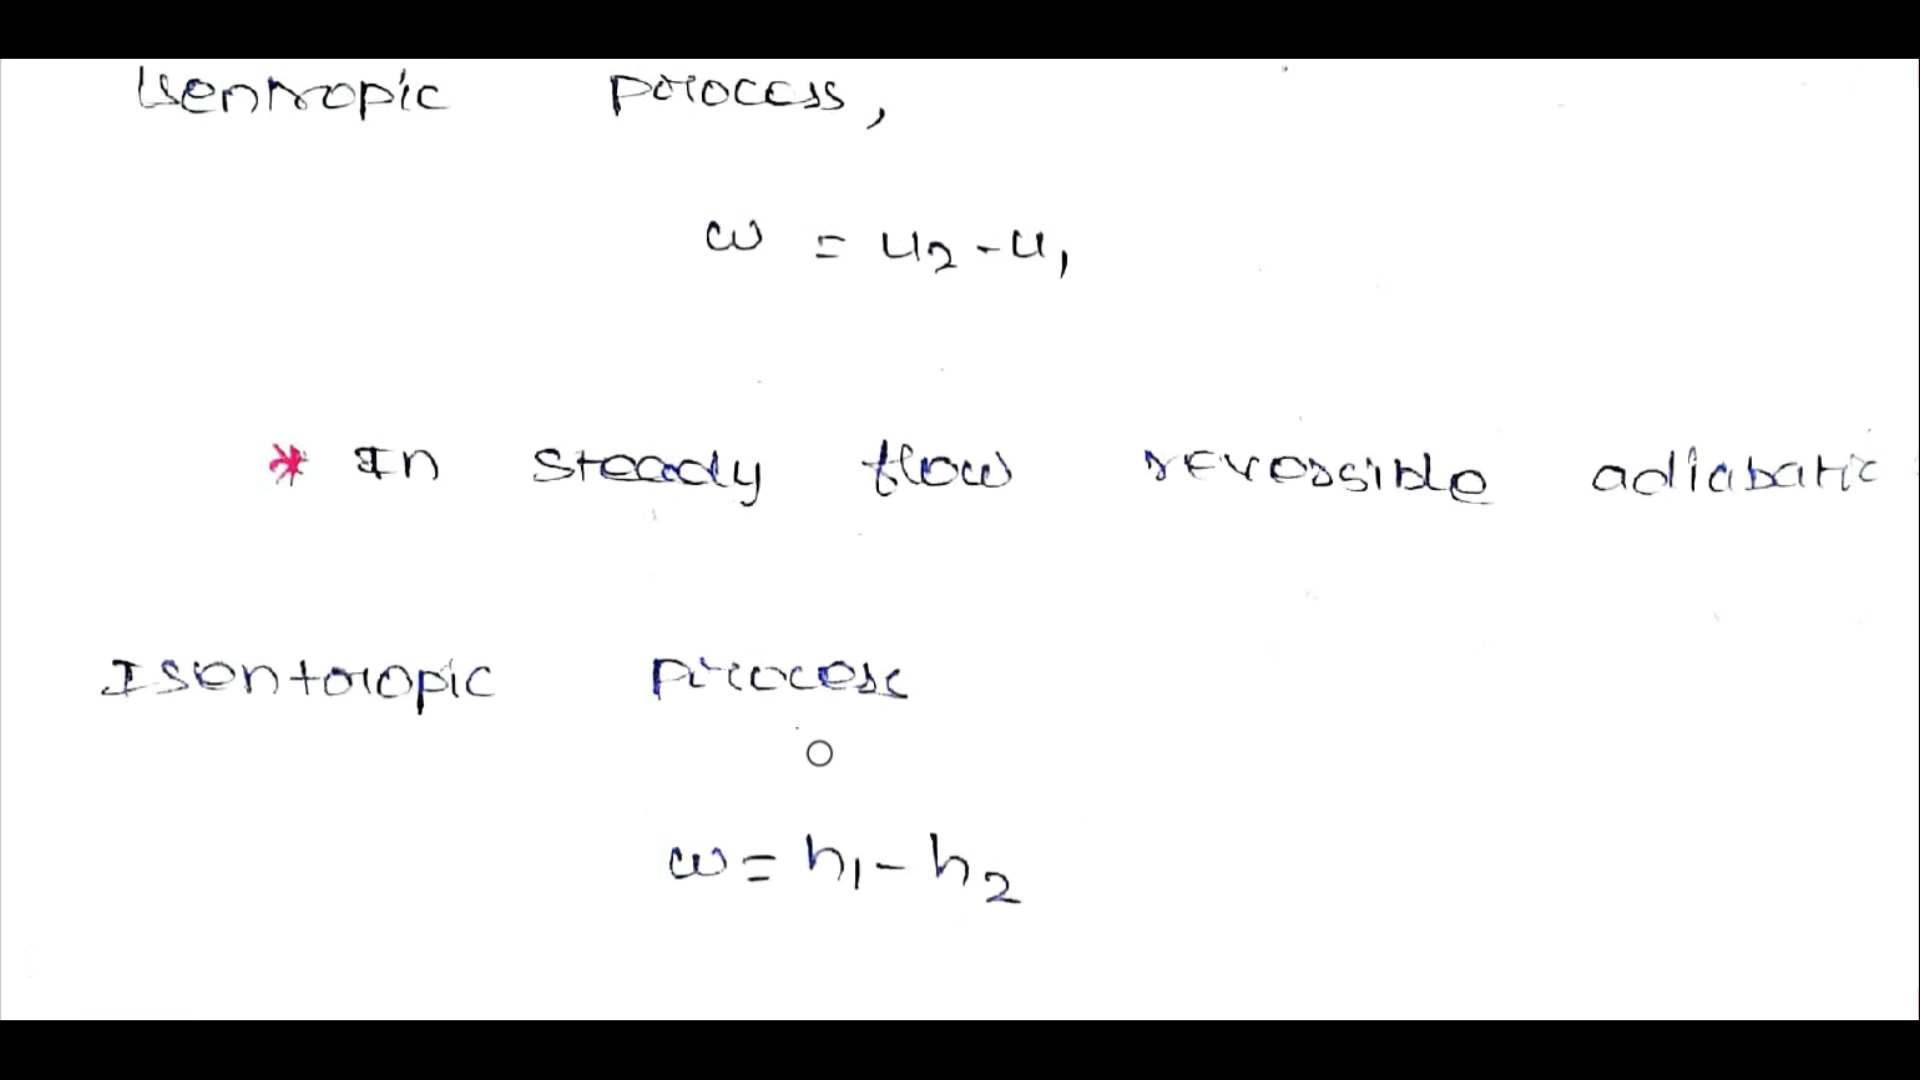 Isentropic process,
w = u2 - u1
* In steady flow reversible adiabatic
Isentropic process
w = h1 - h2